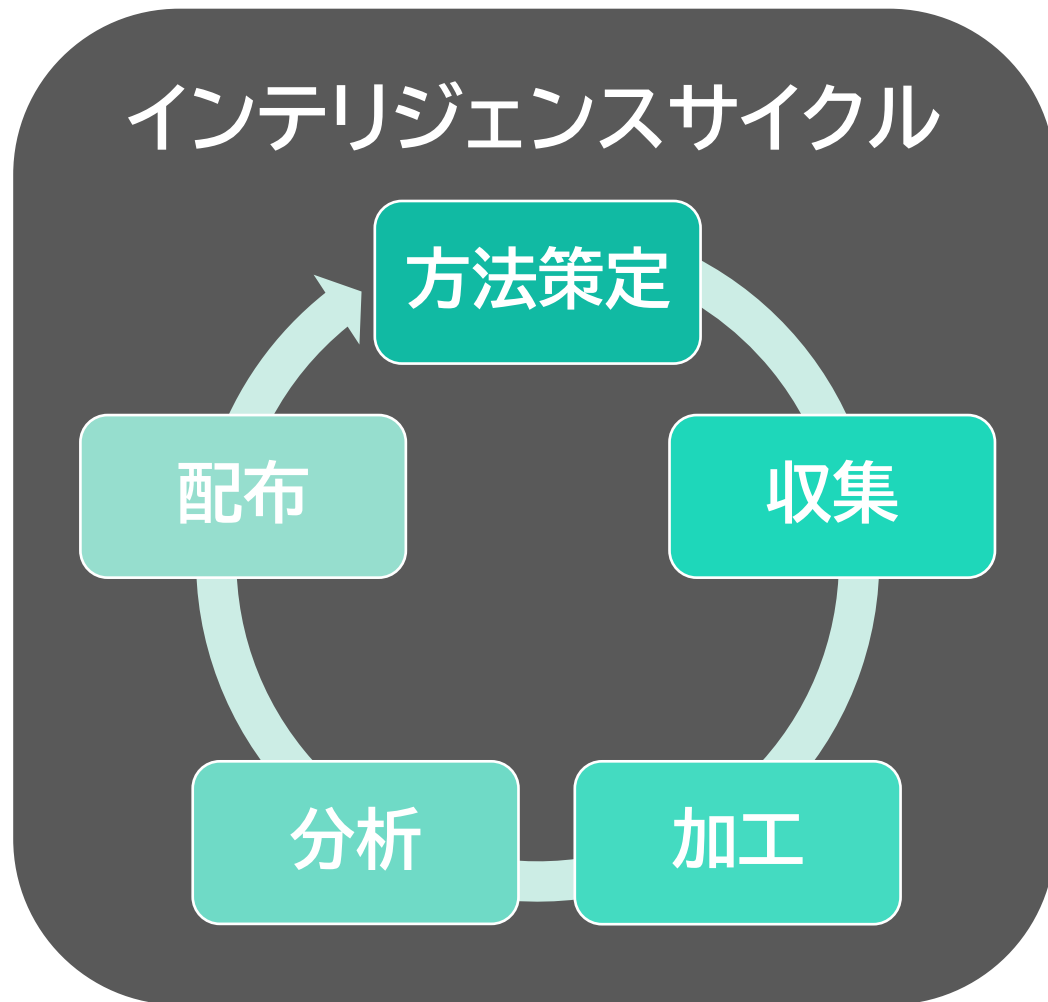 インテリジェンスサイクル
方法策定
収集
加工
分析
配布